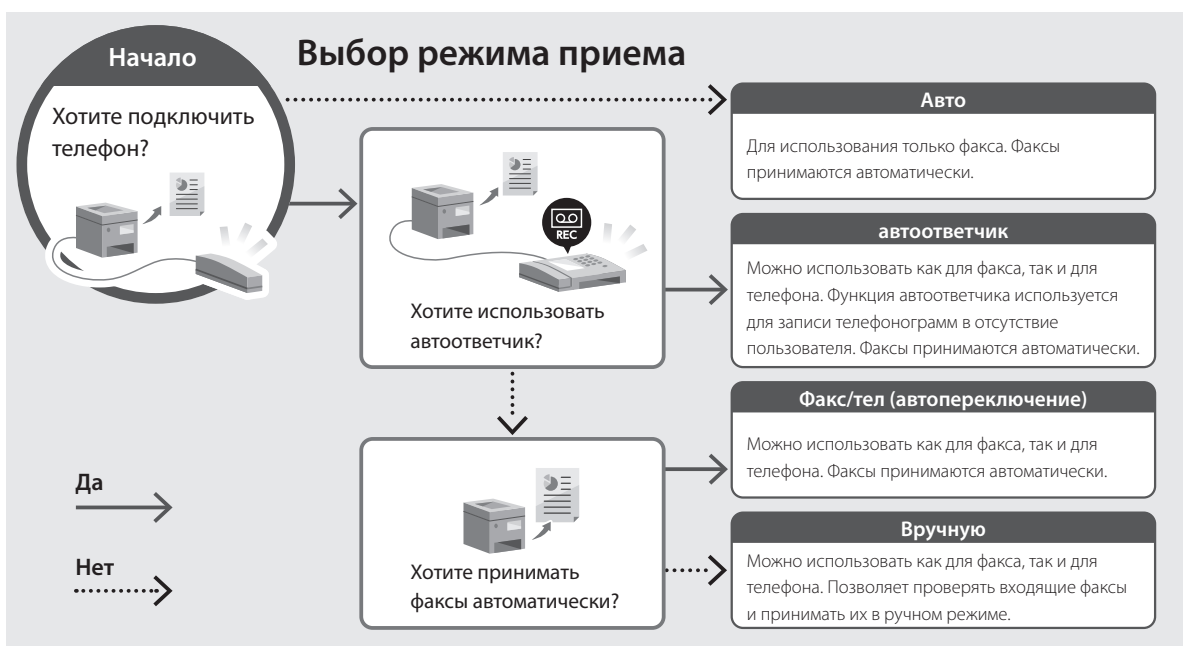 Выбор режима приема
Начало
Хотите подключить
телефон?
REC
Хотите использовать
автоответчик?
Хотите принимать
факсы автоматически?
Авто
Для использования только факса. Факсы
принимаются автоматически.
автоответчик
Можно использовать как для факса, так и для
телефона. Функция автоответчика используется
для записи телефонограмм в отсутствие
пользователя. Факсы принимаются автоматически.
Факс/тел (автопереключение)
Можно использовать как для факса, так и для
телефона. Факсы принимаются автоматически.
Вручную
Можно использовать как для факса, так и для
телефона. Позволяет проверять входящие факсы
и принимать их в ручном режиме.
Да
Нет